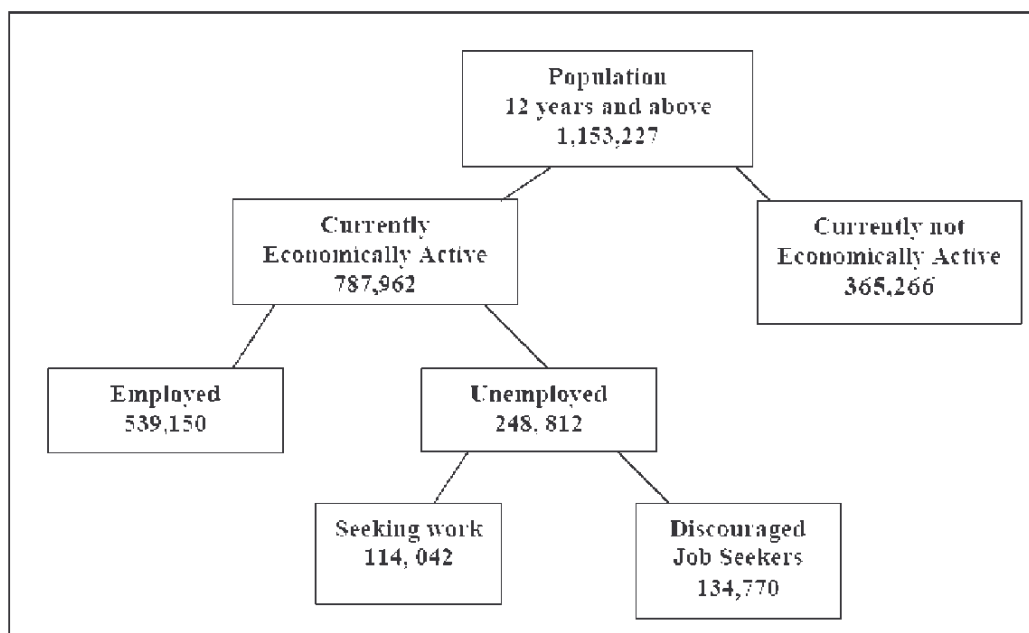 Population
12 years and above
1,153,227
Currently
Economically Active
787,962
Currently not
Economically Active
365,266
Employed
539,150
Unemployed
248, 812
Seeking work
114, 042
Discouraged
Job Seekers
134,770